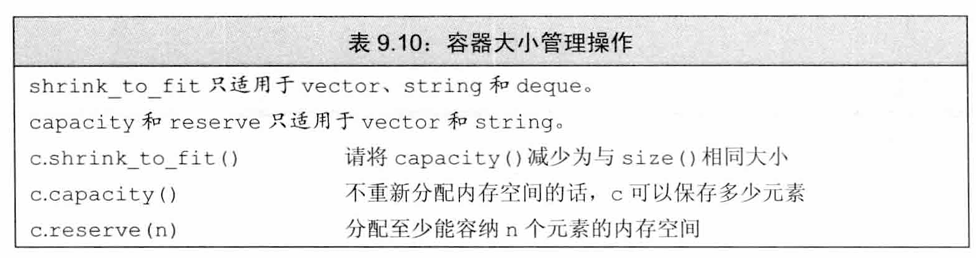 表 9.10：容器大小管理操作
shrink_to_fit 只适用于 vector、string 和 deque。
capacity 和 reserve 只适用于 vector 和 string。
c.shrink_to_fit() 请将 capacity()减少为与 size()相同大小
c.capacity() 不重新分配内存空间的话，c 可以保存多少元素
c.reserve(n) 分配至少能容纳 n 个元素的内存空间